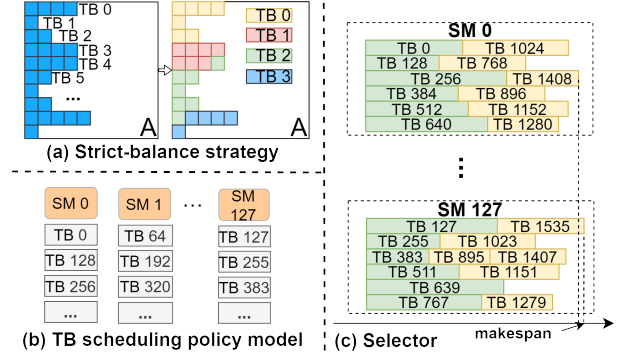 TB 0
TB 1
TB 2
TB 3
TB 4
TB 5
...
A
TB 0
TB 1
TB 2
TB 3
A
(a) Strict-balance strategy
SM 0
SM 1
...
SM 127
TB 0
TB 64
TB 127
TB 128
TB 192
TB 255
TB 256
TB 320
TB 383
...
...
...
(b) TB scheduling policy model
SM 0
TB 0 TB 1024
TB 128 TB 768
TB 256 TB 1408
TB 384 TB 896
TB 512 TB 1152
TB 640 TB 1280
...
SM 127
TB 127 TB 1535
TB 255 TB 1023
TB 383 TB 895 TB 1407
TB 511 TB 1151
TB 639
TB 767 TB 1279
makespan
(c) Selector